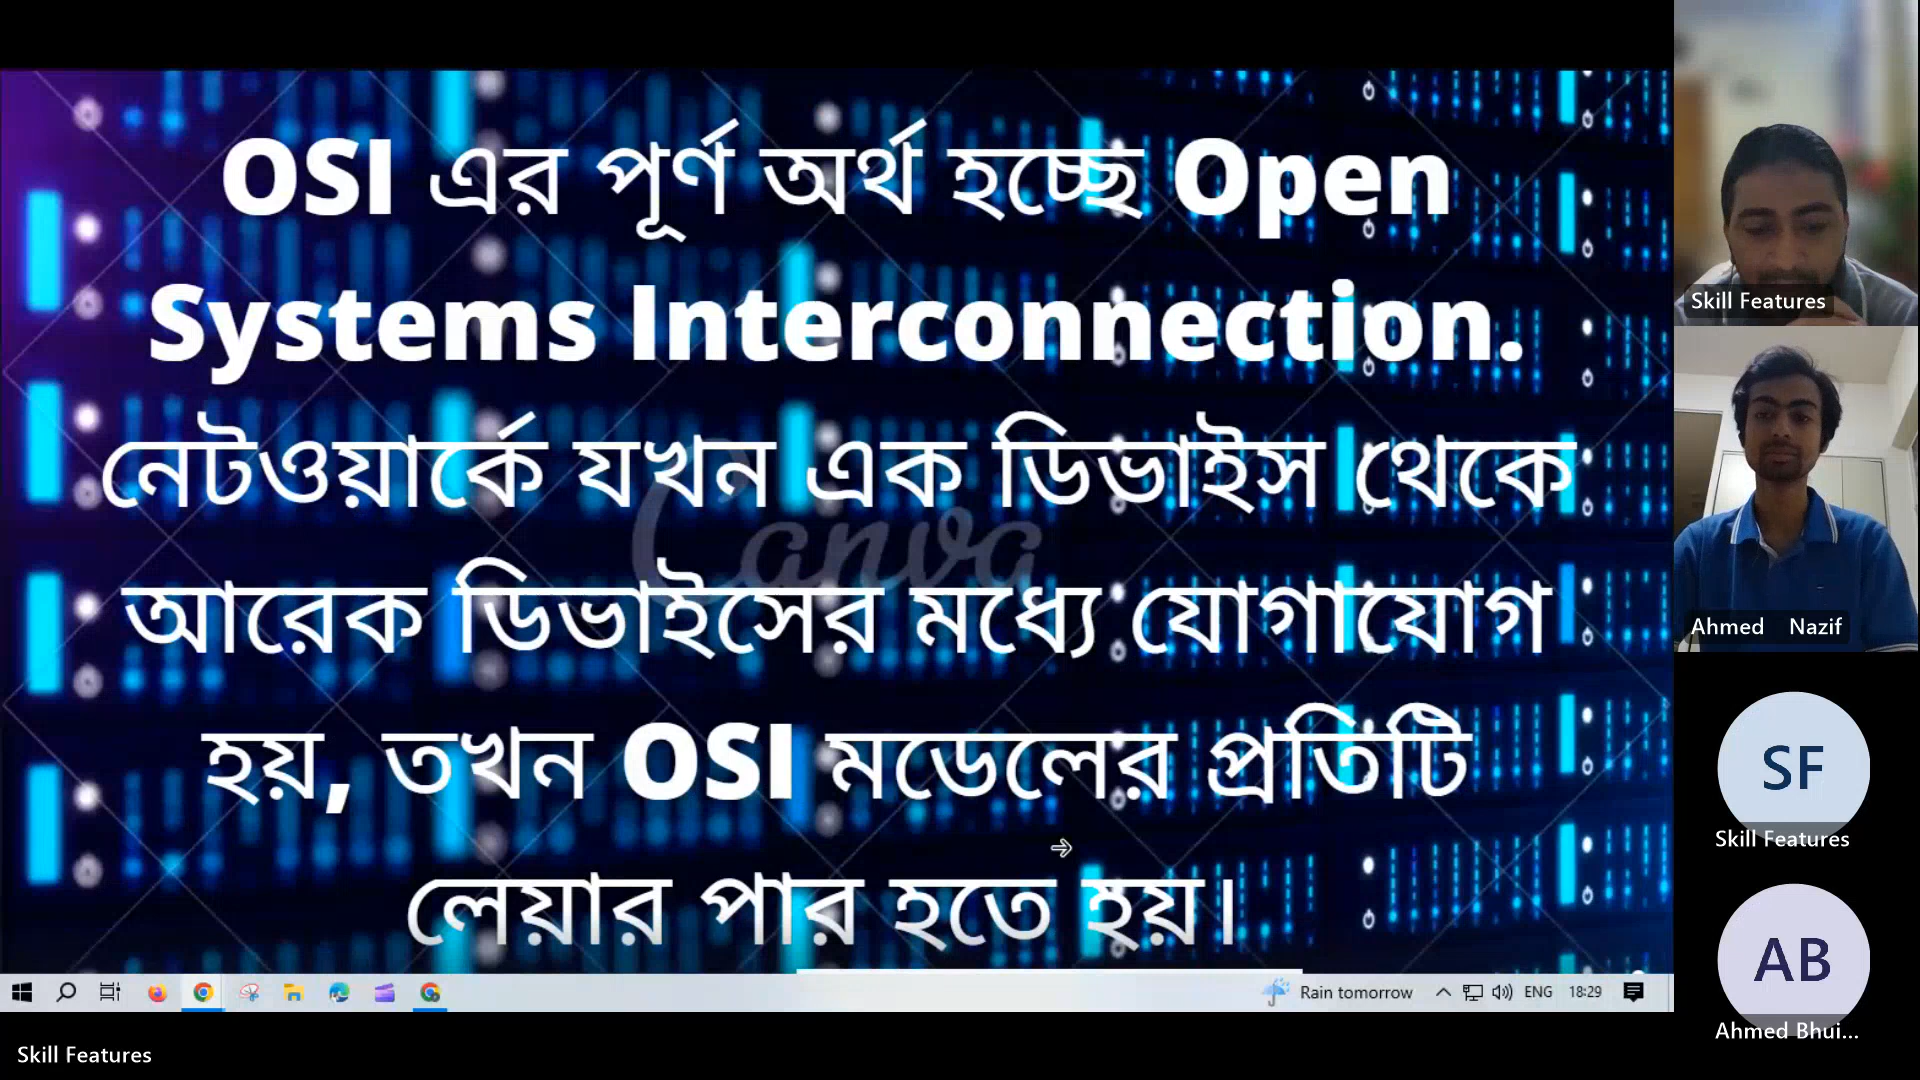 OSI এর পূর্ণ অর্থ হচ্ছে Open
Systems Interconnection.
নেটওয়ার্কে যখন এক ডিভাইস থেকে
আরেক ডিভাইসের মধ্যে যোগাযোগ
হয়, তখন OSI মডেলের প্রতিটি
লেয়ার পার হতে হয়।
Canva
Skill Features
Ahmed Nazif
SF
Skill Features
AB
Ahmed Bhui...
Rain tomorrow
ENG
18:29
Skill Features